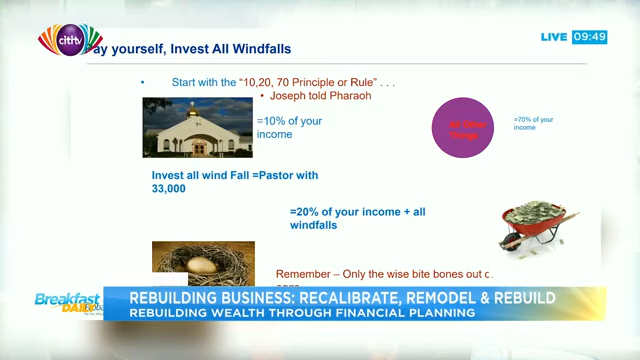 citi tv
LIVE 09:49
ay yourself, Invest All Windfalls
• Start with the “10,20, 70 Principle or Rule” . . .
• Joseph told Pharaoh
=10% of your
income
=70% of your
income
Invest all wind Fall =Pastor with
33,000
=20% of your income + all
windfalls
Remember – Only the wise bite bones out
Breakfast
DAILY
REBUILDING BUSINESS: RECALIBRATE, REMODEL & REBUILD
REBUILDING WEALTH THROUGH FINANCIAL PLANNING